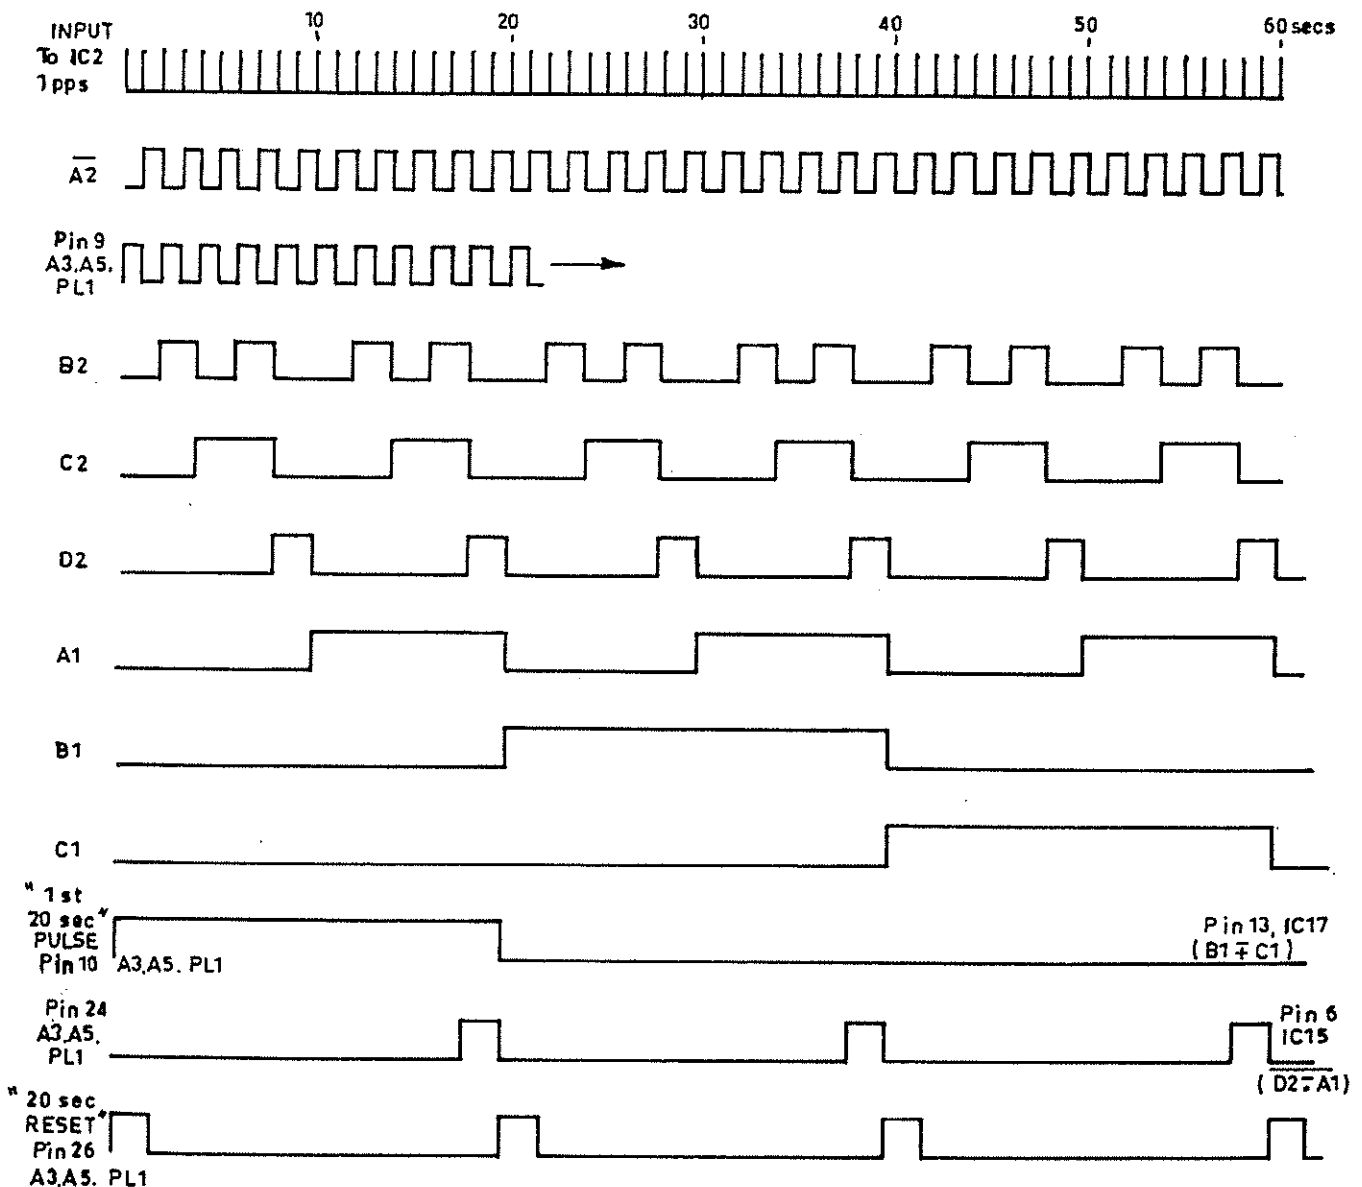 INPUT
To IC2
1pps
10
20
30
40
50
60 secs
A2
Pin 9
A3,A5.
PL1
B2
C2
D2
A1
B1
C1
"1st
20 sec"
PULSE
Pin 10 A3,A5. PL1
Pin 13, IC17
(B1 ∓ C1)
Pin 24
A3,A5,
PL1
Pin 6
IC15
(D2.A1)
"20 sec
RESET"
Pin 26
A3,A5. PL1